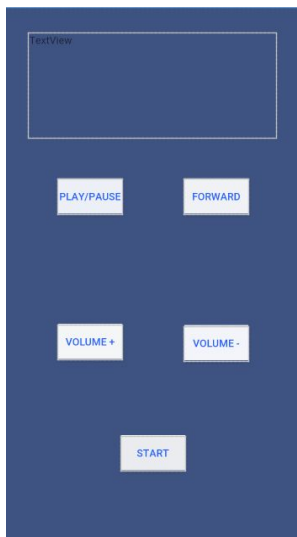 TextView
PLAY/PAUSE
FORWARD
VOLUME +
VOLUME -
START